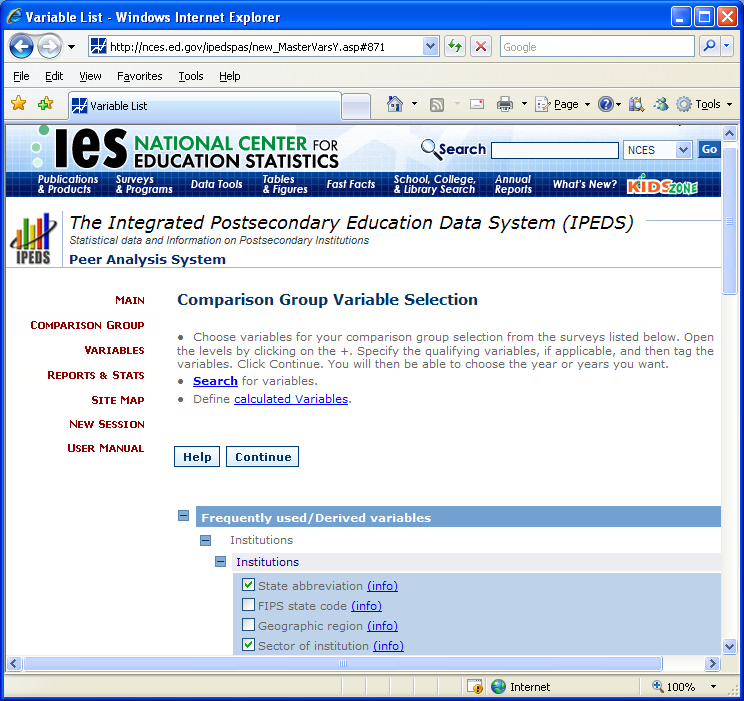 Variable List - Windows Internet Explorer
http://nces.ed.gov/ipedspas/new_MasterVarsY.asp#871
Google
File Edit View Favorites Tools Help
Variable List
Page
Tools
ies NATIONAL CENTER FOR
EDUCATION STATISTICS
Search
NCES
Go
Publications
& Products
Surveys
& Programs
Data Tools
Tables
& Figures
Fast Facts
School, College,
& Library Search
Annual
Reports
What's New?
KIDSZONE
IPEDS
The Integrated Postsecondary Education Data System (IPEDS)
Statistical data and Information on Postsecondary Institutions
Peer Analysis System
MAIN
COMPARISON GROUP
VARIABLES
REPORTS & STATS
SITE MAP
NEW SESSION
USER MANUAL
Comparison Group Variable Selection
• Choose variables for your comparison group selection from the surveys listed below. Open
the levels by clicking on the +. Specify the qualifying variables, if applicable, and then tag the
variables. Click Continue. You will then be able to choose the year or years you want.
• Search for variables.
• Define calculated Variables.
Help Continue
Frequently used/Derived variables
Institutions
Institutions
State abbreviation (info)
FIPS state code (info)
Geographic region (info)
Sector of institution (info)
Internet
100%